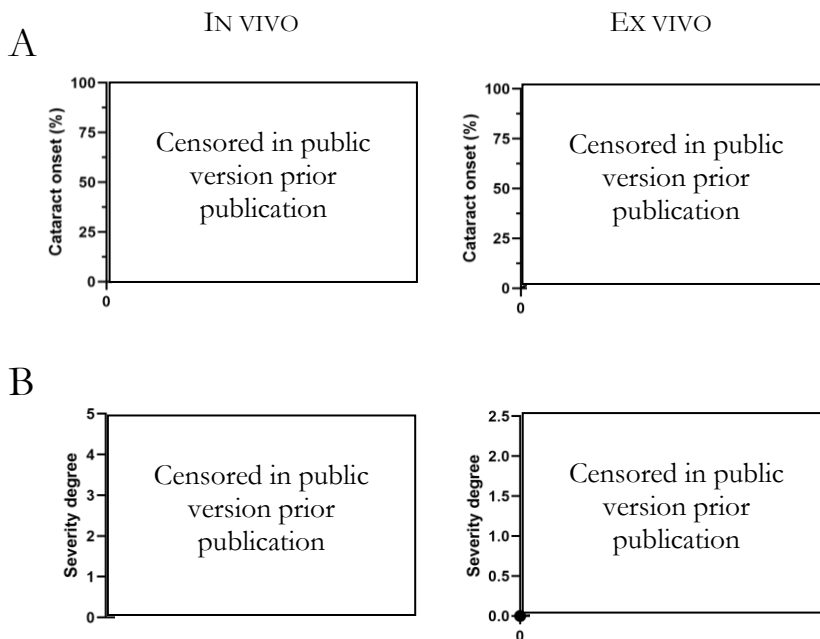 IN VIVO
EX VIVO
A
Cataract onset (%)
100
75
50
25
0
0
Censored in public
version prior
publication
Cataract onset (%)
100
75
50
25
0
0
Censored in public
version prior
publication
B
Severity degree
5
4
3
2
1
0
Censored in public
version prior
publication
Severity degree
2.5
2.0
1.5
1.0
0.5
0.0
0
Censored in public
version prior
publication